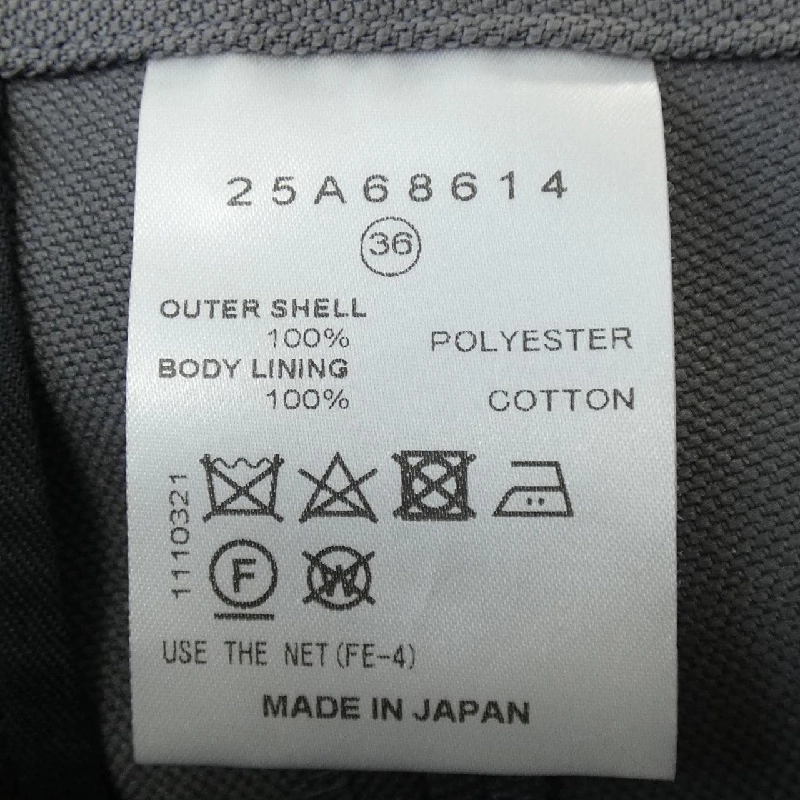 25A68614
36
OUTER SHELL
100% POLYESTER
BODY LINING
100% COTTON
1110321
F
W
USE THE NET(FE-4)
MADE IN JAPAN